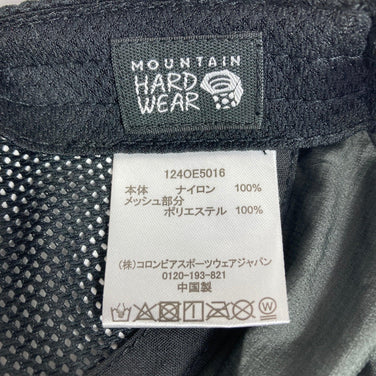 MOUNTAIN
HARD
WEAR
124OE5016
本体 ナイロン 100%
メッシュ部分
ポリエステル 100%
(株)コロンビアスポーツウェアジャパン
0120-193-821
中国製